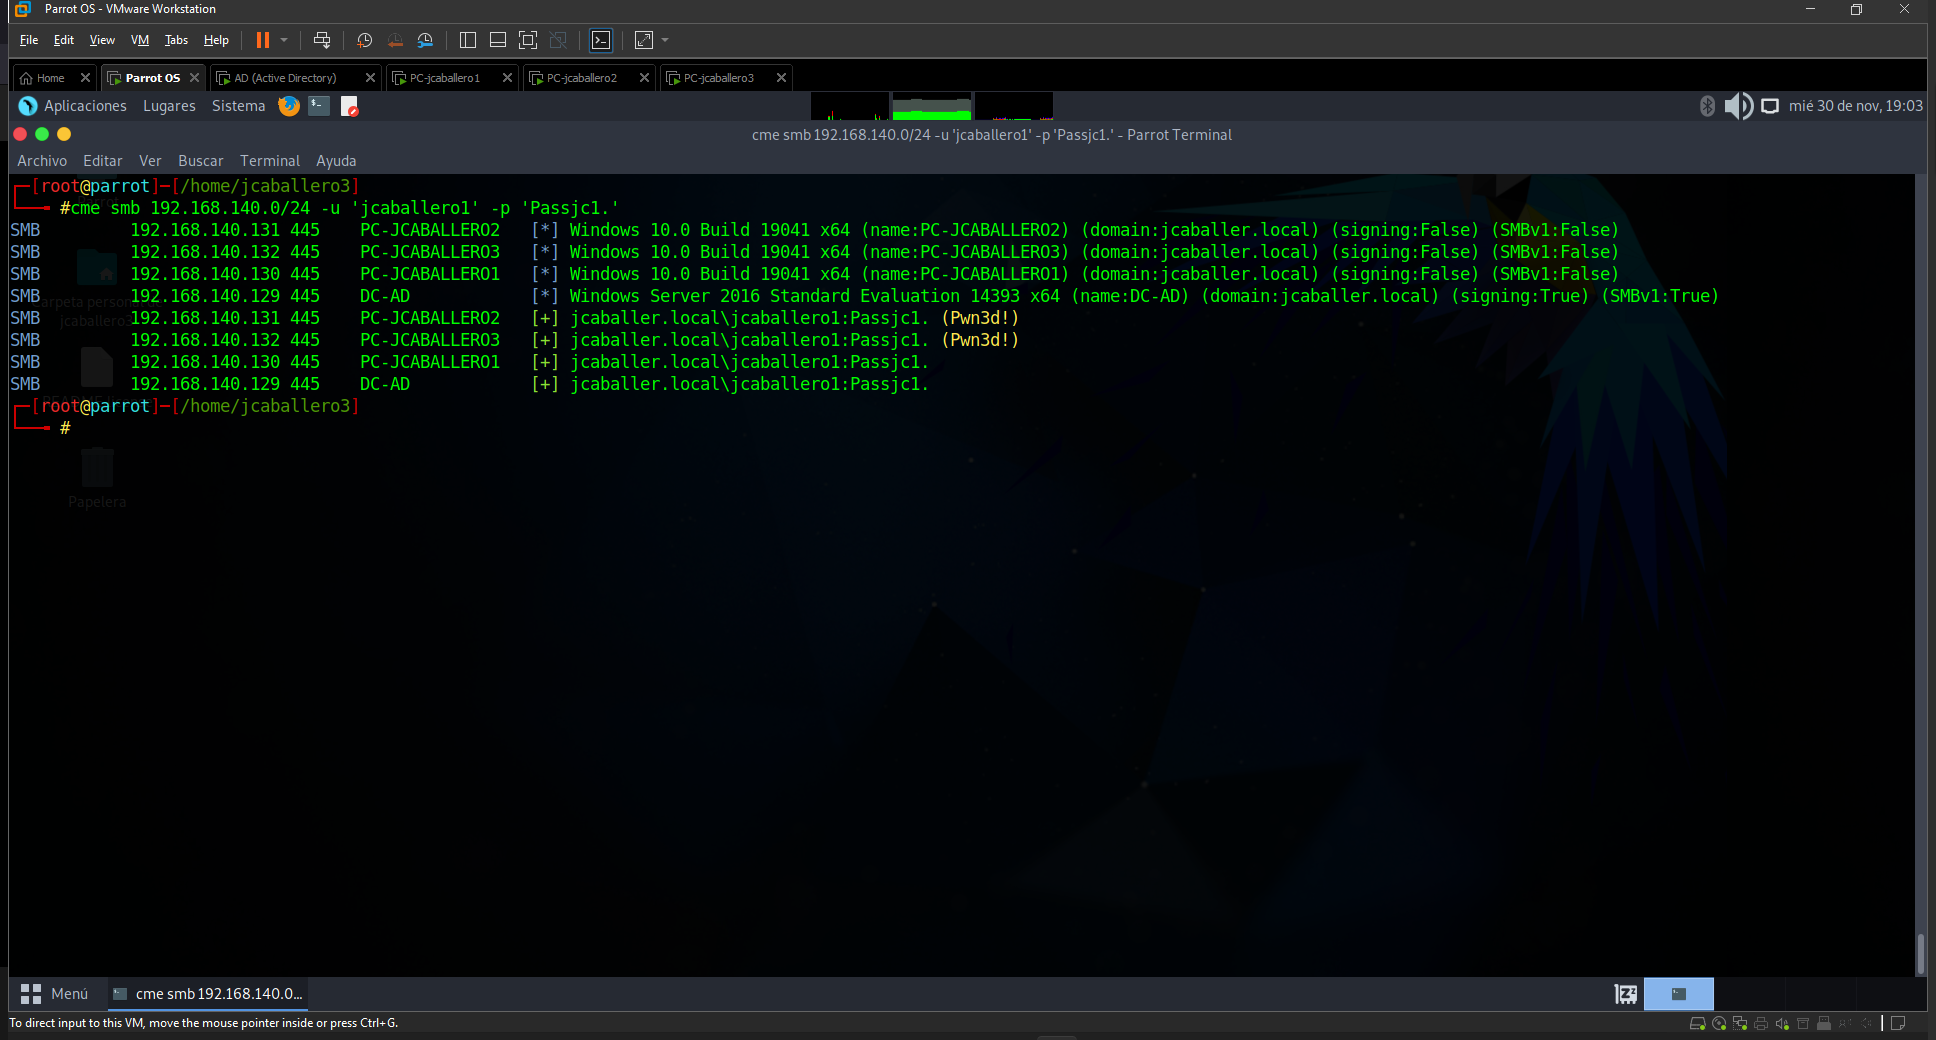 Parrot OS - VMware Workstation
File Edit View VM Tabs Help
Home Parrot OS AD (Active Directory) PC-jcaballero1 PC-jcaballero2 PC-jcaballero3
Aplicaciones Lugares Sistema mié 30 de nov, 19:03
cme smb 192.168.140.0/24 -u 'jcaballero1' -p 'Passjc1.' - Parrot Terminal
Archivo Editar Ver Buscar Terminal Ayuda
┌─[root@parrot]─[/home/jcaballero3]
└──╼ #cme smb 192.168.140.0/24 -u 'jcaballero1' -p 'Passjc1.'
SMB 192.168.140.131 445 PC-JCABALLERO2 [*] Windows 10.0 Build 19041 x64 (name:PC-JCABALLERO2) (domain:jcaballer.local) (signing:False) (SMBv1:False)
SMB 192.168.140.132 445 PC-JCABALLERO3 [*] Windows 10.0 Build 19041 x64 (name:PC-JCABALLERO3) (domain:jcaballer.local) (signing:False) (SMBv1:False)
SMB 192.168.140.130 445 PC-JCABALLERO1 [*] Windows 10.0 Build 19041 x64 (name:PC-JCABALLERO1) (domain:jcaballer.local) (signing:False) (SMBv1:False)
SMB 192.168.140.129 445 DC-AD [*] Windows Server 2016 Standard Evaluation 14393 x64 (name:DC-AD) (domain:jcaballer.local) (signing:True) (SMBv1:True)
SMB 192.168.140.131 445 PC-JCABALLERO2 [+] jcaballer.local\jcaballero1:Passjc1. (Pwn3d!)
SMB 192.168.140.132 445 PC-JCABALLERO3 [+] jcaballer.local\jcaballero1:Passjc1. (Pwn3d!)
SMB 192.168.140.130 445 PC-JCABALLERO1 [+] jcaballer.local\jcaballero1:Passjc1.
SMB 192.168.140.129 445 DC-AD [+] jcaballer.local\jcaballero1:Passjc1.
┌─[root@parrot]─[/home/jcaballero3]
└──╼ #
Papelera
Menú cme smb 192.168.140.0...
To direct input to this VM, move the mouse pointer inside or press Ctrl+G.